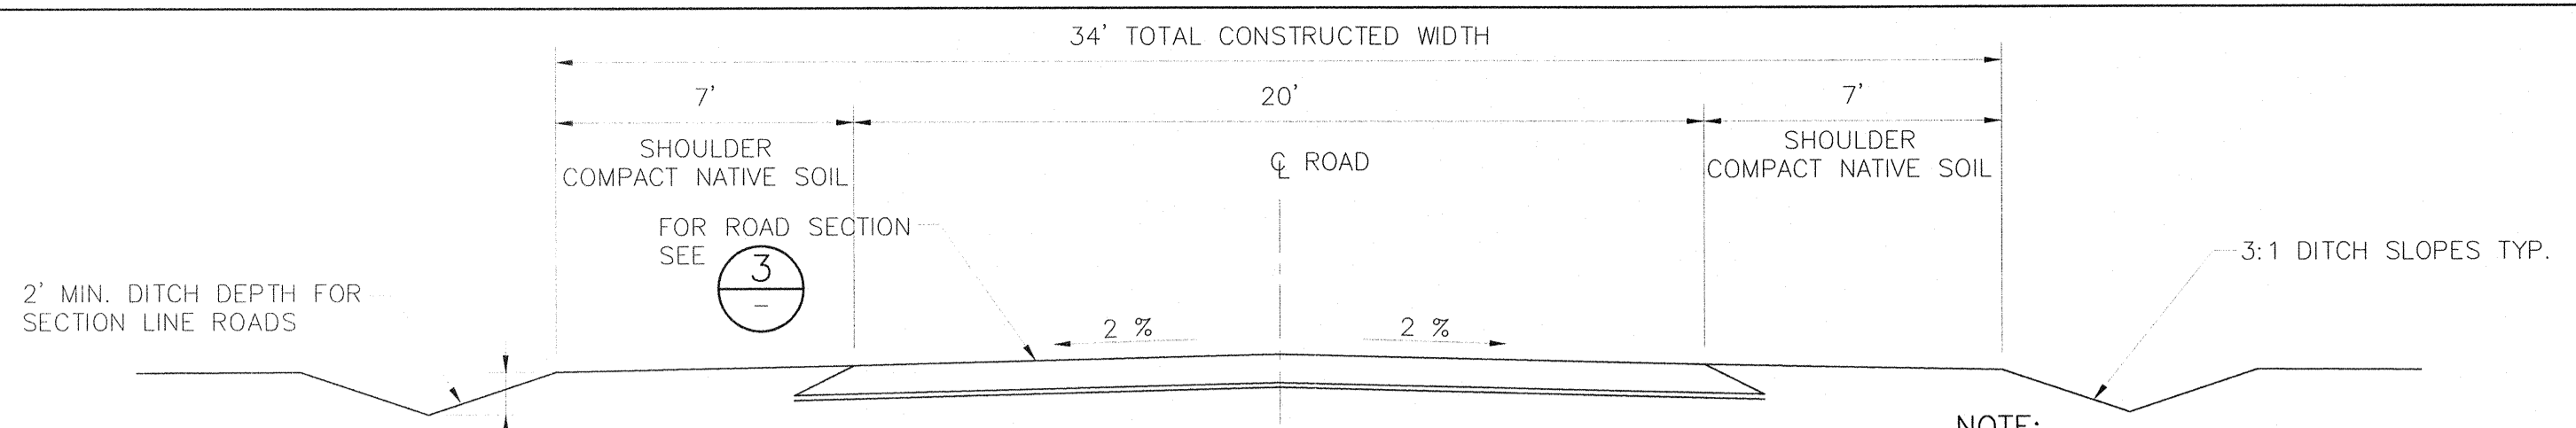 34' TOTAL CONSTRUCTED WIDTH
7'
20'
7'
SHOULDER
COMPACT NATIVE SOIL
℄ ROAD
SHOULDER
COMPACT NATIVE SOIL
FOR ROAD SECTION
SEE
3
-
2' MIN. DITCH DEPTH FOR
SECTION LINE ROADS
3:1 DITCH SLOPES TYP.
2 %
2 %
NOTE: